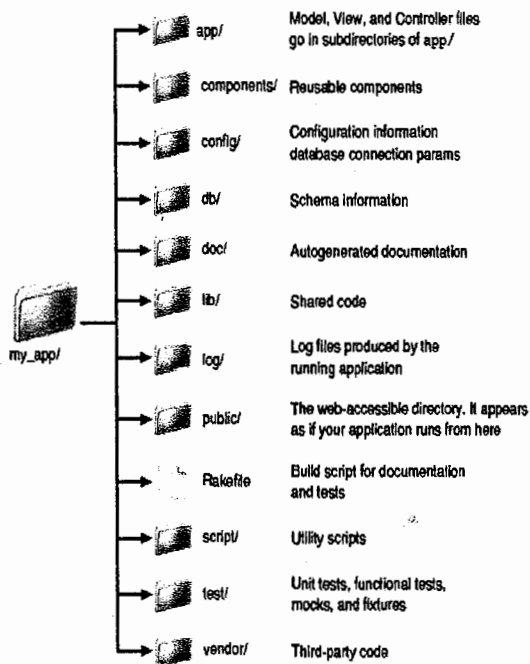 app/ Model, View, and Controller files
go in subdirectories of app/
components/ Reusable components
config/ Configuration information
database connection params
db/ Schema information
doc/ Autogenerated documentation
lib/ Shared code
my_app/
log/ Log files produced by the
running application
public/ The web-accessible directory. It appears
as if your application runs from here
Rakefile Build script for documentation
and tests
script/ Utility scripts
test/ Unit tests, functional tests,
mocks, and fixtures
vendor/ Third-party code